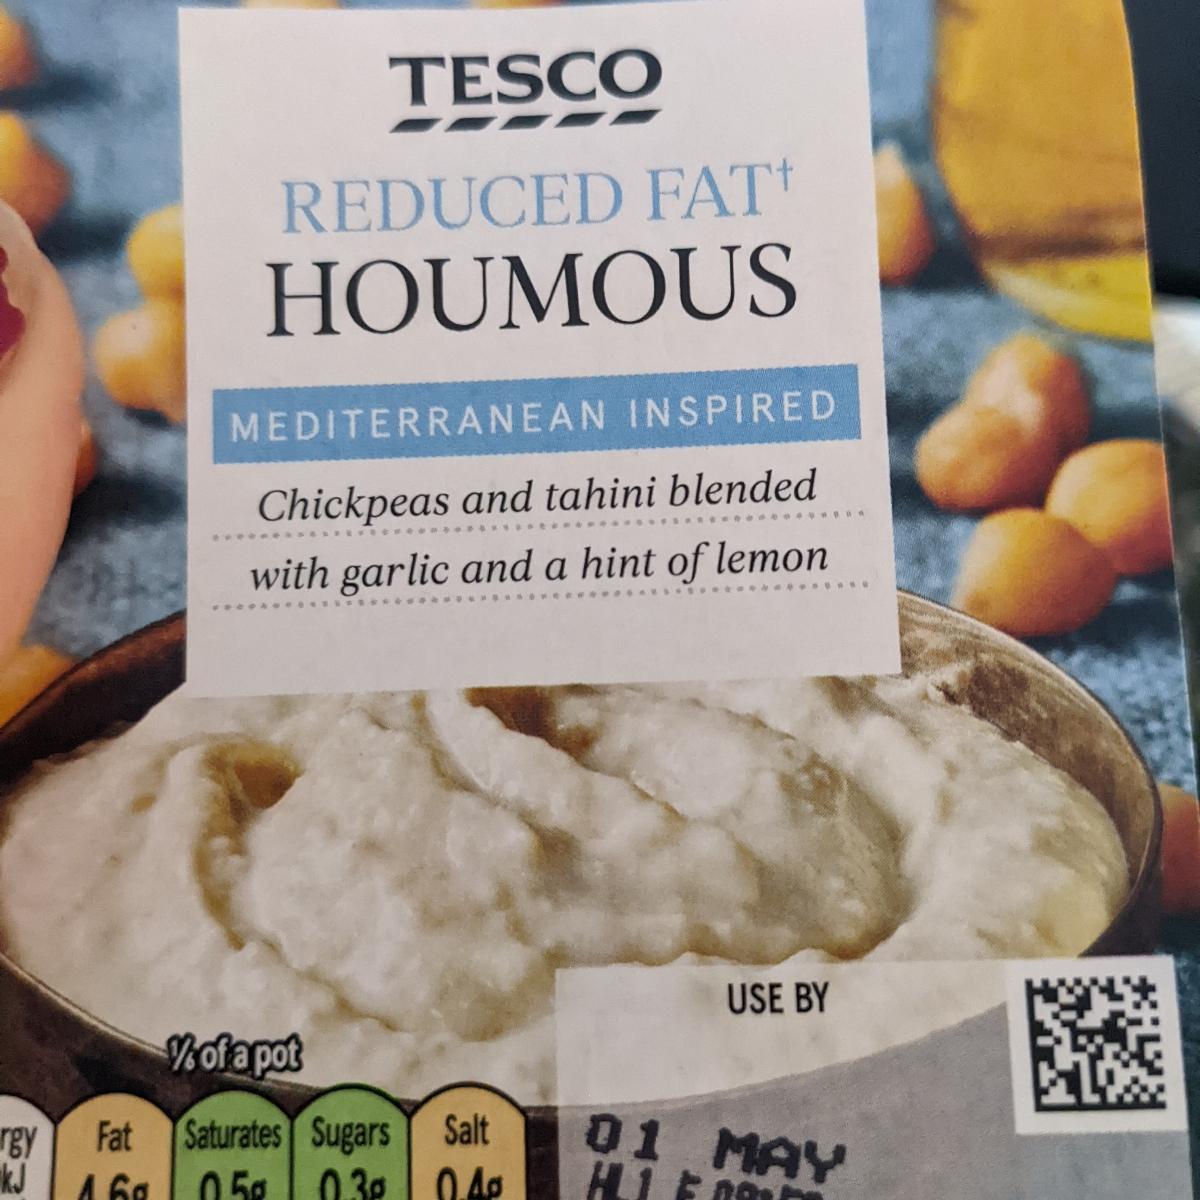 TESCO
REDUCED FAT†
HOUMOUS
MEDITERRANEAN INSPIRED
Chickpeas and tahini blended
with garlic and a hint of lemon
USE BY
of a pot
Fat Saturates Sugars Salt
4.6g 0.5g 0.3g 0.4g
01 MAY